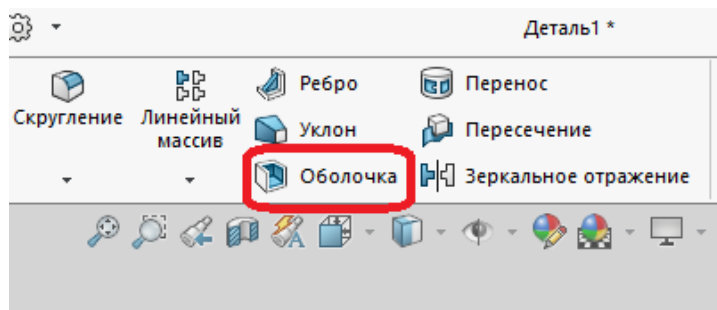 Деталь1 *
Скругление
Линейный
массив
Ребро
Уклон
Оболочка
Перенос
Пересечение
Зеркальное отражение